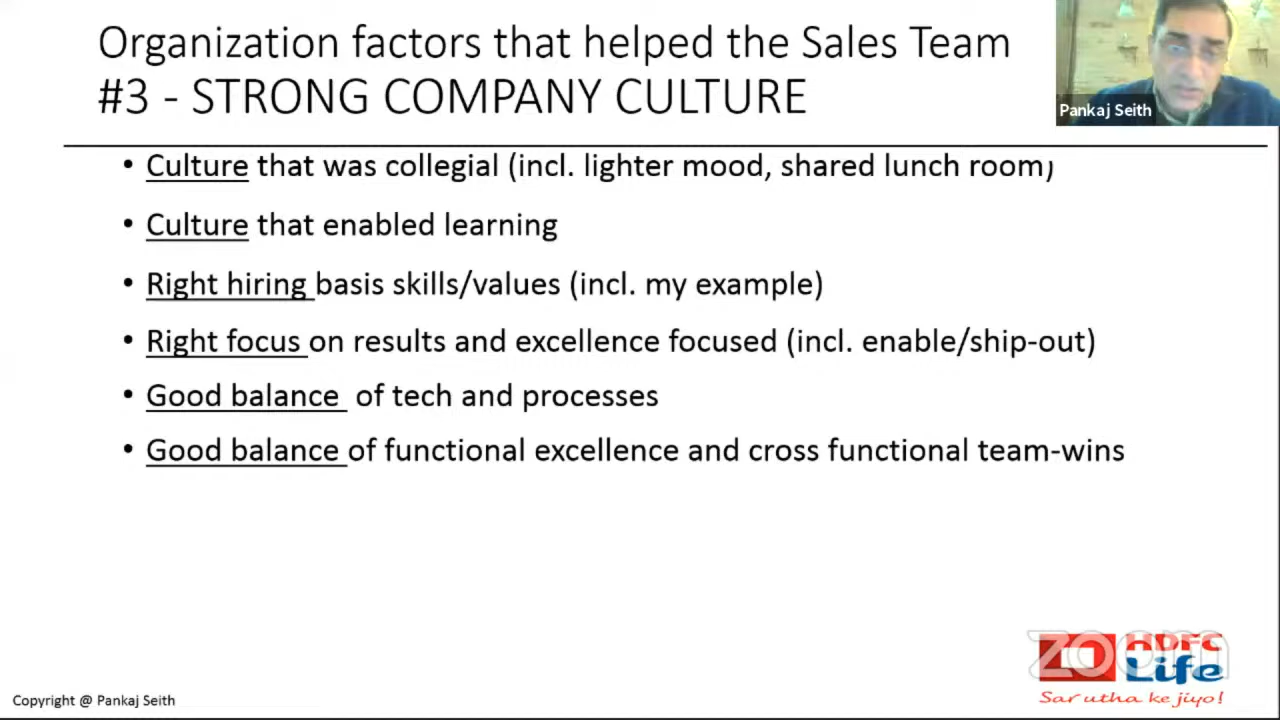 Organization factors that helped the Sales Team
#3 - STRONG COMPANY CULTURE
Pankaj Seith
• Culture that was collegial (incl. lighter mood, shared lunch room)
• Culture that enabled learning
• Right hiring basis skills/values (incl. my example)
• Right focus on results and excellence focused (incl. enable/ship-out)
• Good balance of tech and processes
• Good balance of functional excellence and cross functional team-wins
zoom
HDFC
Life
Sar utha ke jiyo!
Copyright @ Pankaj Seith